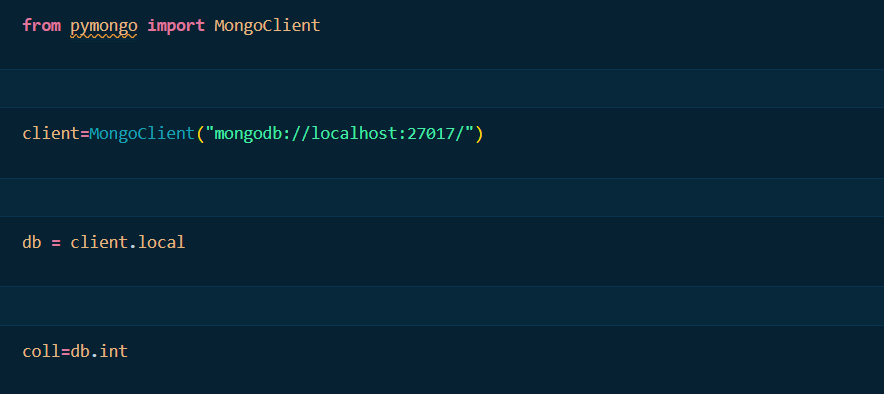 from pymongo import MongoClient
client=MongoClient("mongodb://localhost:27017/")
db = client.local
coll=db.int